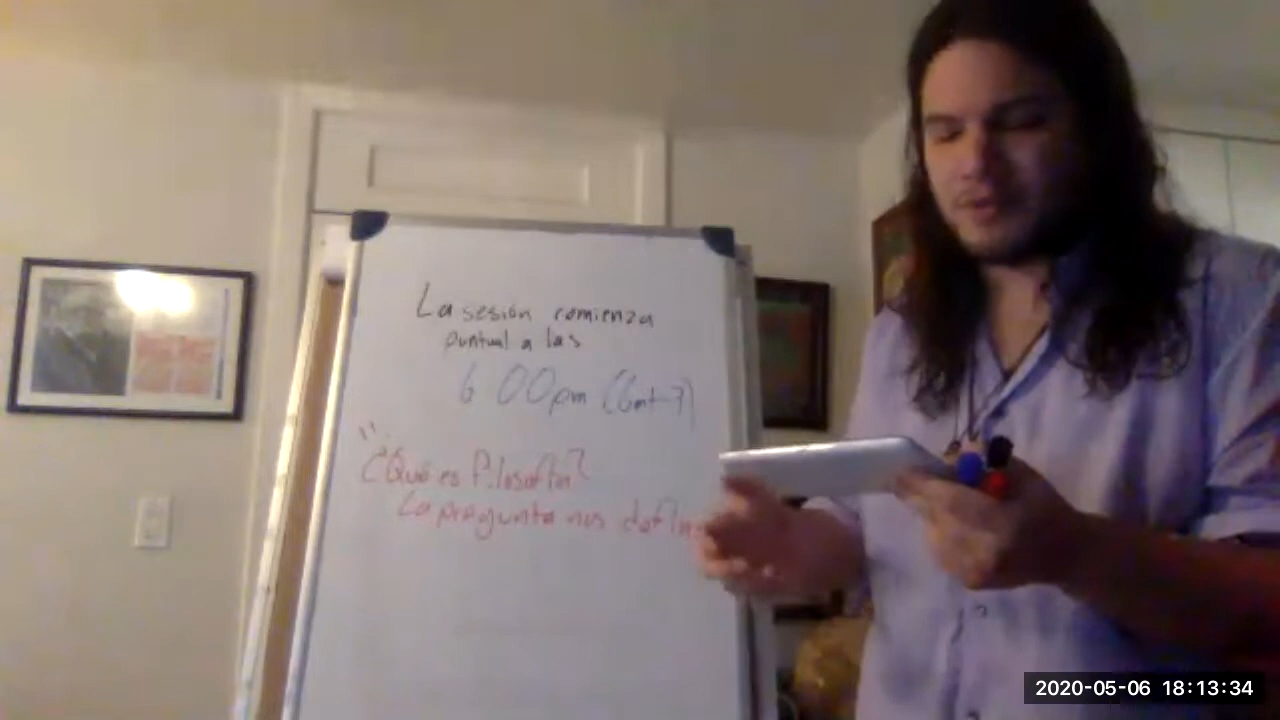 La sesión comienza
puntual a las
6 00pm (Gmt-7)
"¿Qué es Filosofía?
La pregunta nos define
2020-05-06 18:13:34